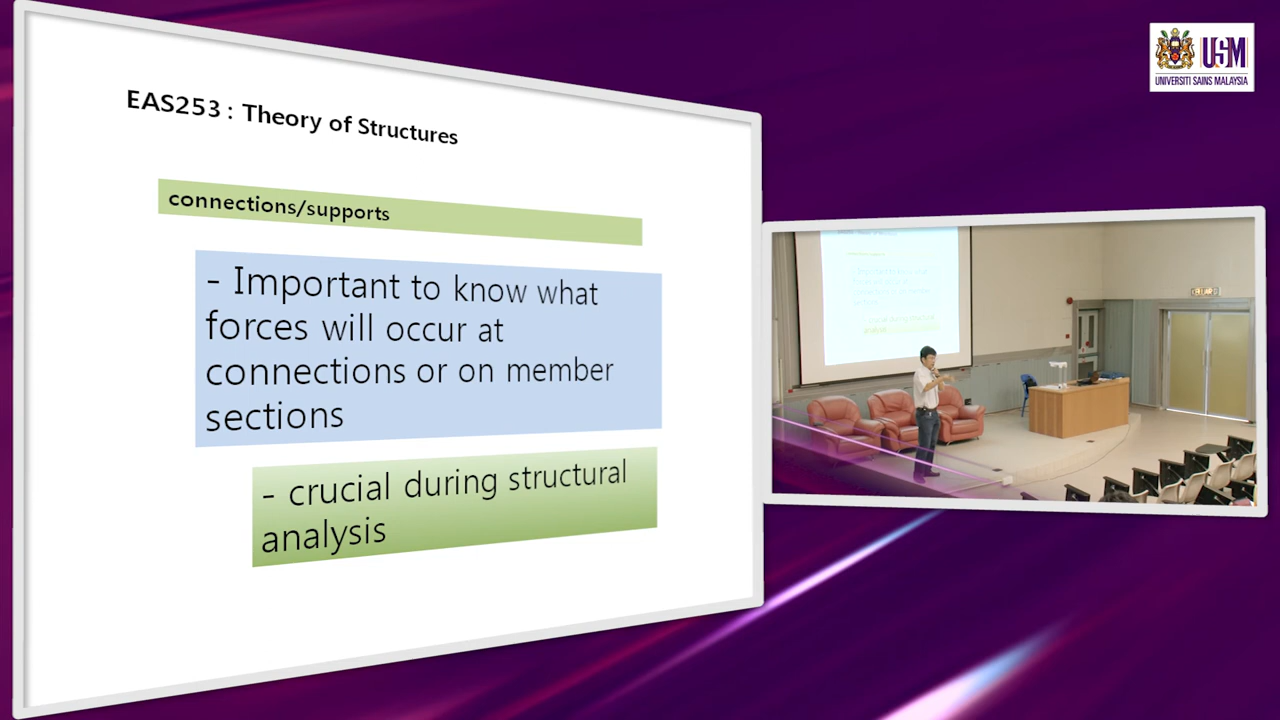 EAS253 : Theory of Structures
connections/supports
- Important to know what
forces will occur at
connections or on member
sections
- crucial during structural
analysis
USM
UNIVERSITI SAINS MALAYSIA